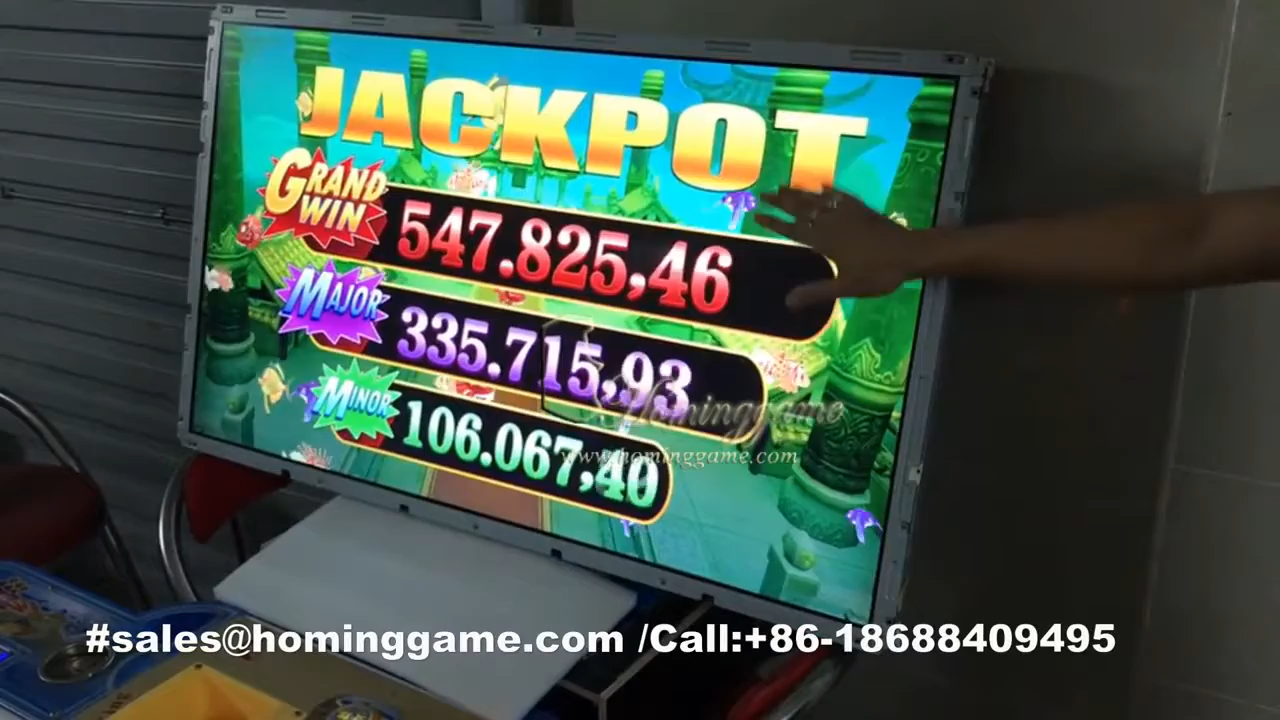 JACKPOT
GRAND WIN
547.825,46
MAJOR
335.715,93
MINOR
106.067,40
Hominggame
www.hominggame.com
#sales@hominggame.com /Call:+86-18688409495